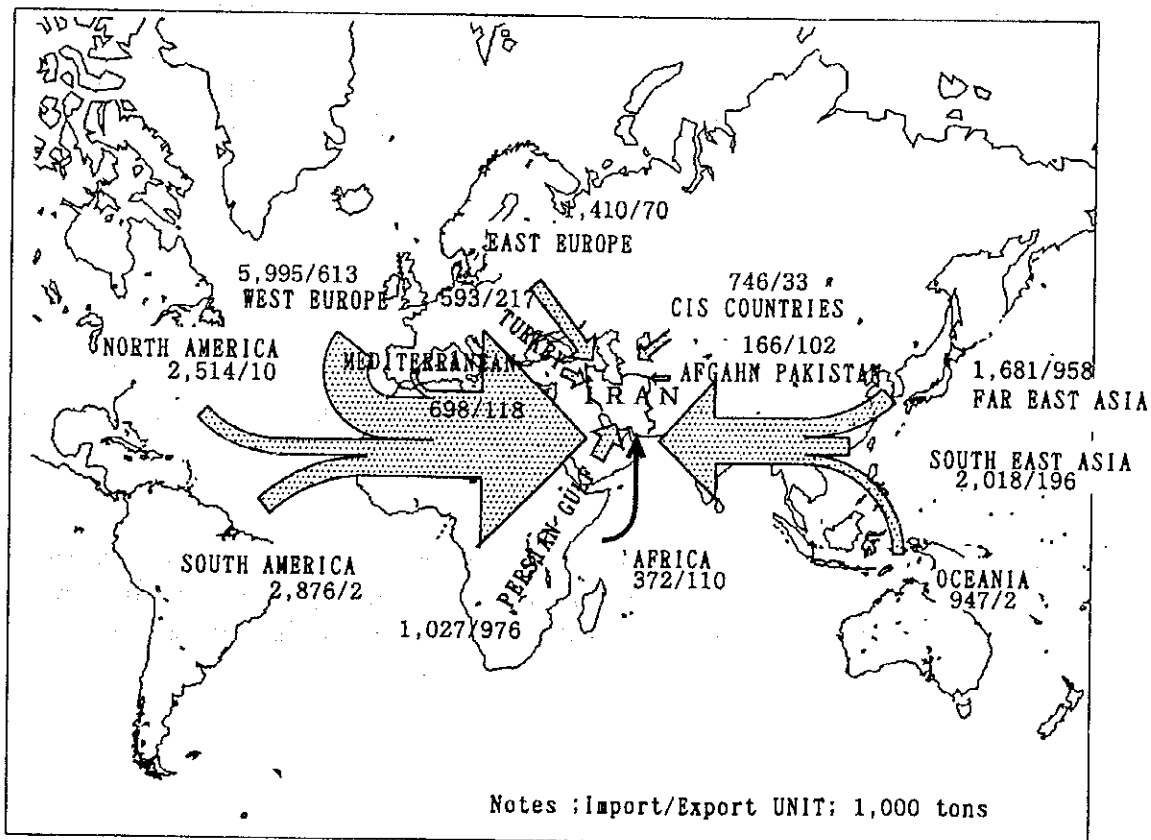 1,410/70
EAST EUROPE
5,995/613
WEST EUROPE
593/217
TURKEY
746/33
CIS COUNTRIES
NORTH AMERICA
2,514/10
MEDITERRANIAN
698/118
166/102
AFGAHN PAKISTAN
IRAN
1,681/958
FAR EAST ASIA
SOUTH EAST ASIA
2,018/196
SOUTH AMERICA
2,876/2
PERSIAN GULF
1,027/976
AFRICA
372/110
OCEANIA
947/2
Notes ;Import/Export UNIT; 1,000 tons